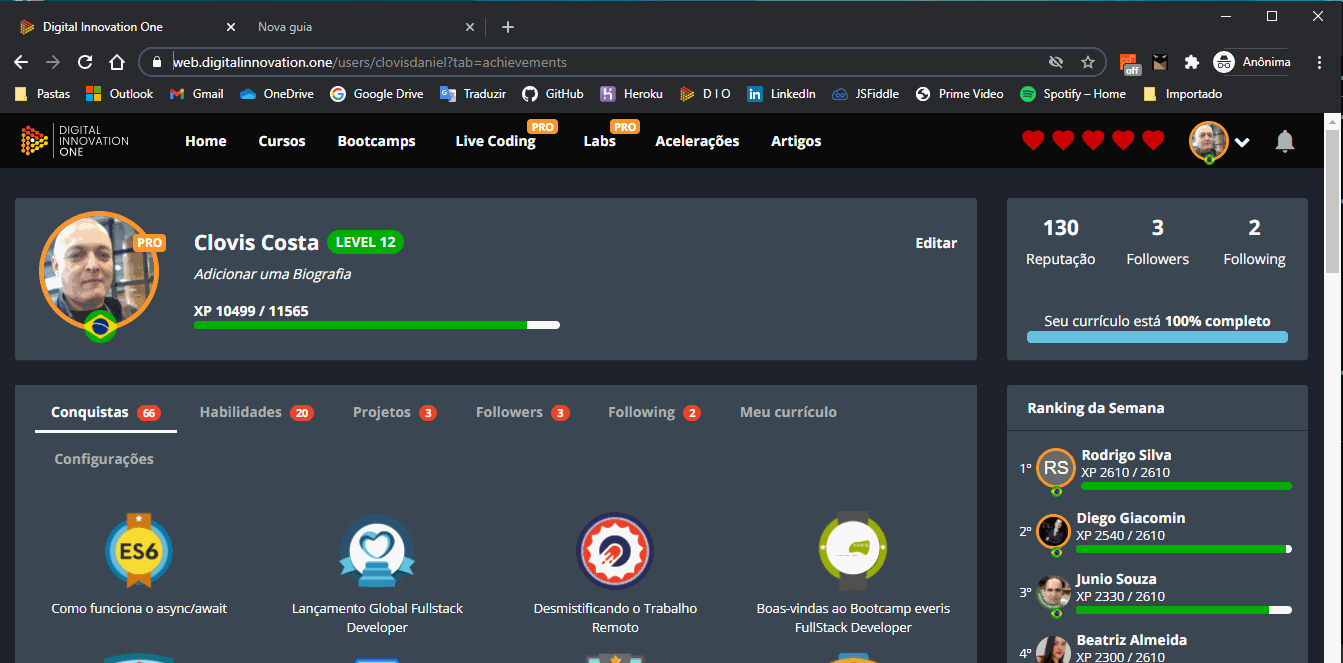 Digital Innovation One
Nova guia
web.digitalinnovation.one/users/clovisdaniel?tab=achievements
off
Anônima
Pastas
Outlook
Gmail
OneDrive
Google Drive
Traduzir
GitHub
Heroku
D I O
LinkedIn
JSFiddle
Prime Video
Spotify – Home
Importado
DIGITAL
INNOVATION
ONE
Home
Cursos
Bootcamps
Live Coding
PRO
Labs
PRO
Acelerações
Artigos
PRO
Clovis Costa
LEVEL 12
Editar
Adicionar uma Biografia
XP 10499 / 11565
130
Reputação
3
Followers
2
Following
Seu currículo está 100% completo
Conquistas 66
Habilidades 20
Projetos 3
Followers 3
Following 2
Meu currículo
Configurações
ES6
Como funciona o async/await
Lançamento Global Fullstack
Developer
Desmistificando o Trabalho
Remoto
Boas-vindas ao Bootcamp everis
FullStack Developer
Ranking da Semana
1º
RS
Rodrigo Silva
XP 2610 / 2610
2º
Diego Giacomin
XP 2540 / 2610
3º
Junio Souza
XP 2330 / 2610
4º
Beatriz Almeida
XP 2300 / 2610